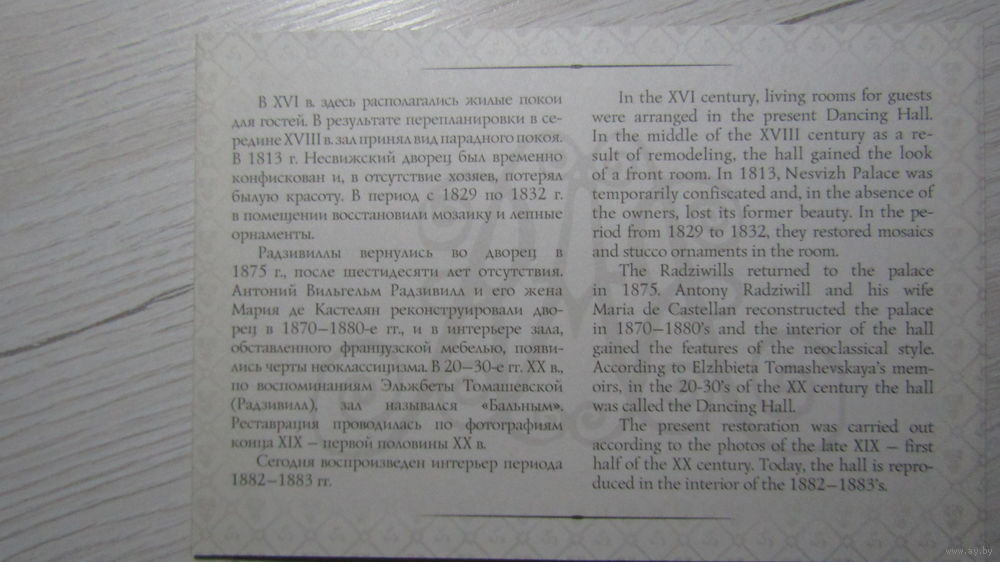 В XVI в. здесь располагались жилые покои
для гостей. В результате перепланировки в се-
редине XVIII в. зал принял вид парадного покоя.
В 1813 г. Несвижский дворец был временно
конфискован и, в отсутствие хозяев, потерял
былую красоту. В период с 1829 по 1832 г.
в помещении восстановили мозаику и лепные
орнаменты.
Радзивиллы вернулись во дворец в
1875 г., после шестидесяти лет отсутствия.
Антоний Вильгельм Радзивилл и его жена
Мария де Кастелян реконструировали дво-
рец в 1870–1880-е гг., и в интерьере зала,
обставленного французской мебелью, появи-
лись черты неоклассицизма. В 20–30-е гг. XX в.,
по воспоминаниям Эльжбеты Томашевской
(Радзивилл), зал назывался «Бальным».
Реставрация проводилась по фотографиям
конца XIX – первой половины XX в.
Сегодня воспроизведен интерьер периода
1882–1883 гг.
In the XVI century, living rooms for guests
were arranged in the present Dancing Hall.
In the middle of the XVIII century as a re-
sult of remodeling, the hall gained the look
of a front room. In 1813, Nesvizh Palace was
temporarily confiscated and, in the absence of
the owners, lost its former beauty. In the pe-
riod from 1829 to 1832, they restored mosaics
and stucco ornaments in the room.
The Radziwills returned to the palace
in 1875. Antony Radziwill and his wife
Maria de Castellan reconstructed the palace
in 1870–1880's and the interior of the hall
gained the features of the neoclassical style.
According to Elzhbieta Tomashevskaya's mem-
oirs, in the 20-30's of the XX century the hall
was called the Dancing Hall.
The present restoration was carried out
according to the photos of the late XIX – first
half of the XX century. Today, the hall is repro-
duced in the interior of the 1882–1883's.
www.ay.by